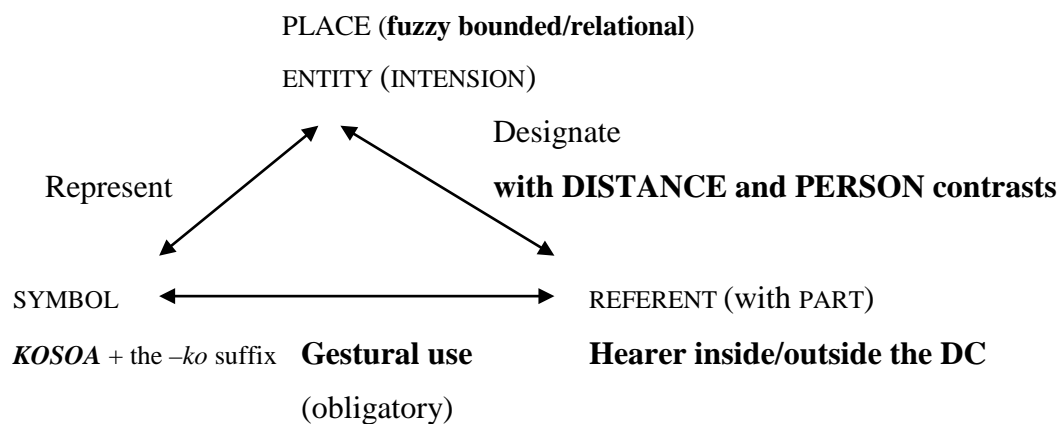 PLACE (fuzzy bounded/relational)
ENTITY (INTENSION)
Designate
Represent with DISTANCE and PERSON contrasts
SYMBOL REFERENT (with PART)
KOSOA + the –ko suffix Gestural use Hearer inside/outside the DC
(obligatory)